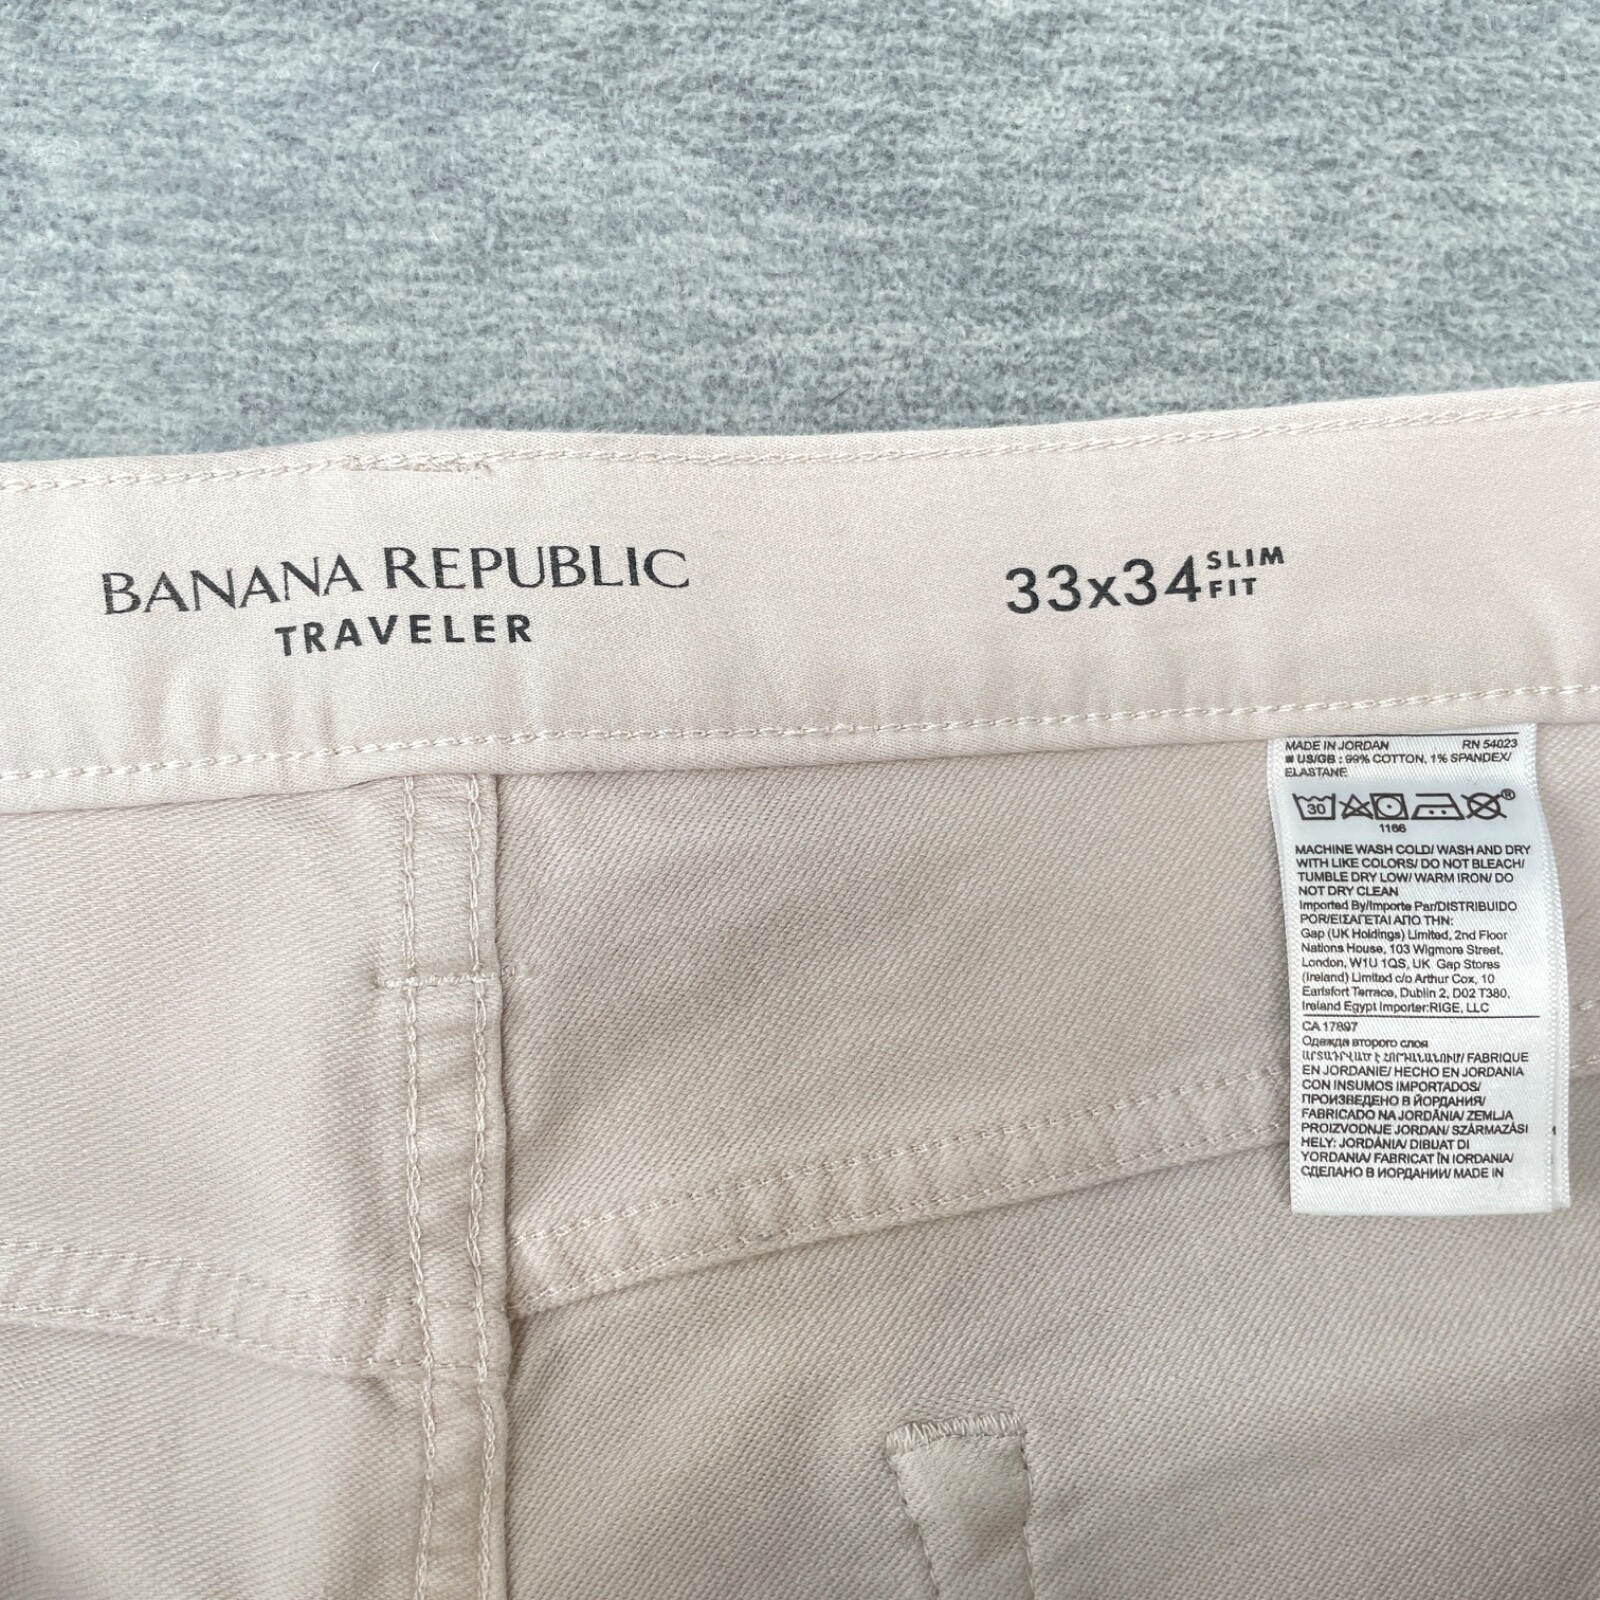 BANANA REPUBLIC
TRAVELER
33x34 SLIM FIT
MADE IN JORDAN RN 54023
US/GB : 99% COTTON, 1% SPANDEX/
ELASTANE
30
1166
MACHINE WASH COLD/ WASH AND DRY
WITH LIKE COLORS/ DO NOT BLEACH/
TUMBLE DRY LOW/ WARM IRON/ DO
NOT DRY CLEAN
Imported By/Importe Par/DISTRIBUIDO
POR/ΕΙΣΑΓΕΤΑΙ ΑΠΟ ΤΗΝ:
Gap (UK Holdings) Limited, 2nd Floor
Nations House, 103 Wigmore Street,
London, W1U 1QS, UK Gap Stores
(Ireland) Limited c/o Arthur Cox, 10
Earlsfort Terrace, Dublin 2, D02 T380,
Ireland Egypt Importer:RIGE, LLC
CA 17897
Одежда второго слоя
ԱՐՏԱԴՐՎԱԾ Է ՀՈՐԴԱՆԱՆՈՒՄ/ FABRIQUE
EN JORDANIE/ HECHO EN JORDANIA
CON INSUMOS IMPORTADOS/
ПРОИЗВЕДЕНО В ЙОРДАНИЯ/
FABRICADO NA JORDÂNIA/ ZEMLJA
PROIZVODNJE JORDAN/ SZÁRMAZÁSI
HELY: JORDÁNIA/ DIBUAT DI
YORDANIA/ FABRICAT ÎN IORDANIA/
СДЕЛАНО В ИОРДАНИИ/ MADE IN